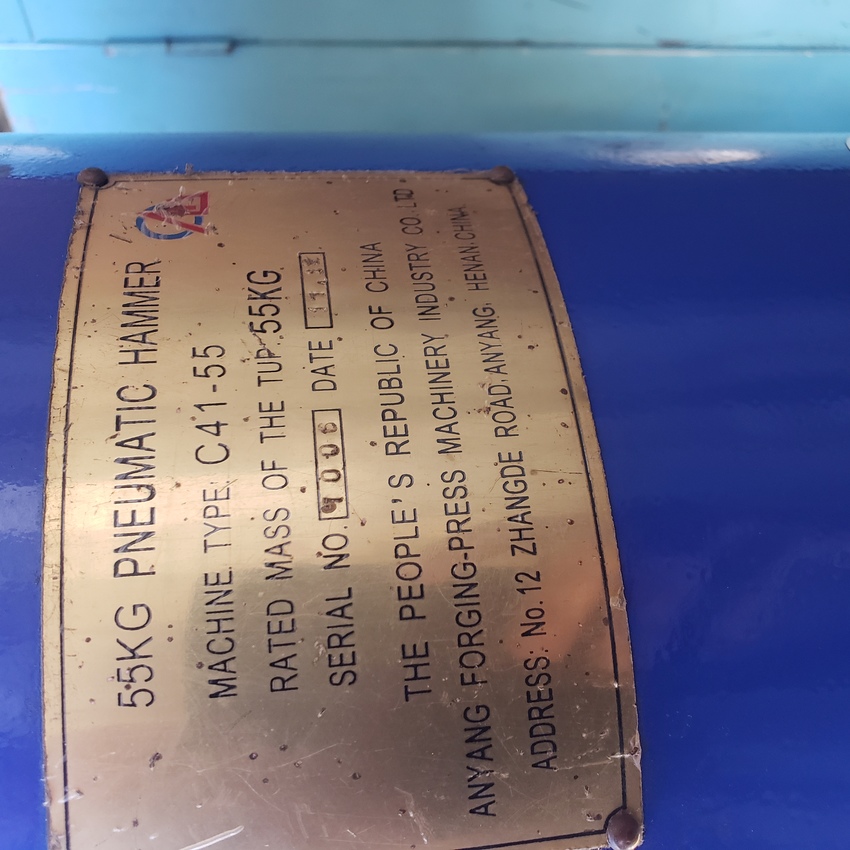 55KG PNEUMATIC HAMMER
MACHINE TYPE: C41-55
RATED MASS OF THE TUP:55KG
SERIAL NO. DATE
THE PEOPLE'S REPUBLIC OF CHINA
ANYANG FORGING-PRESS MACHINERY INDUSTRY CO. LTD
ADDRESS: No.12 ZHANGDE ROAD,ANYANG, HENAN.CHINA